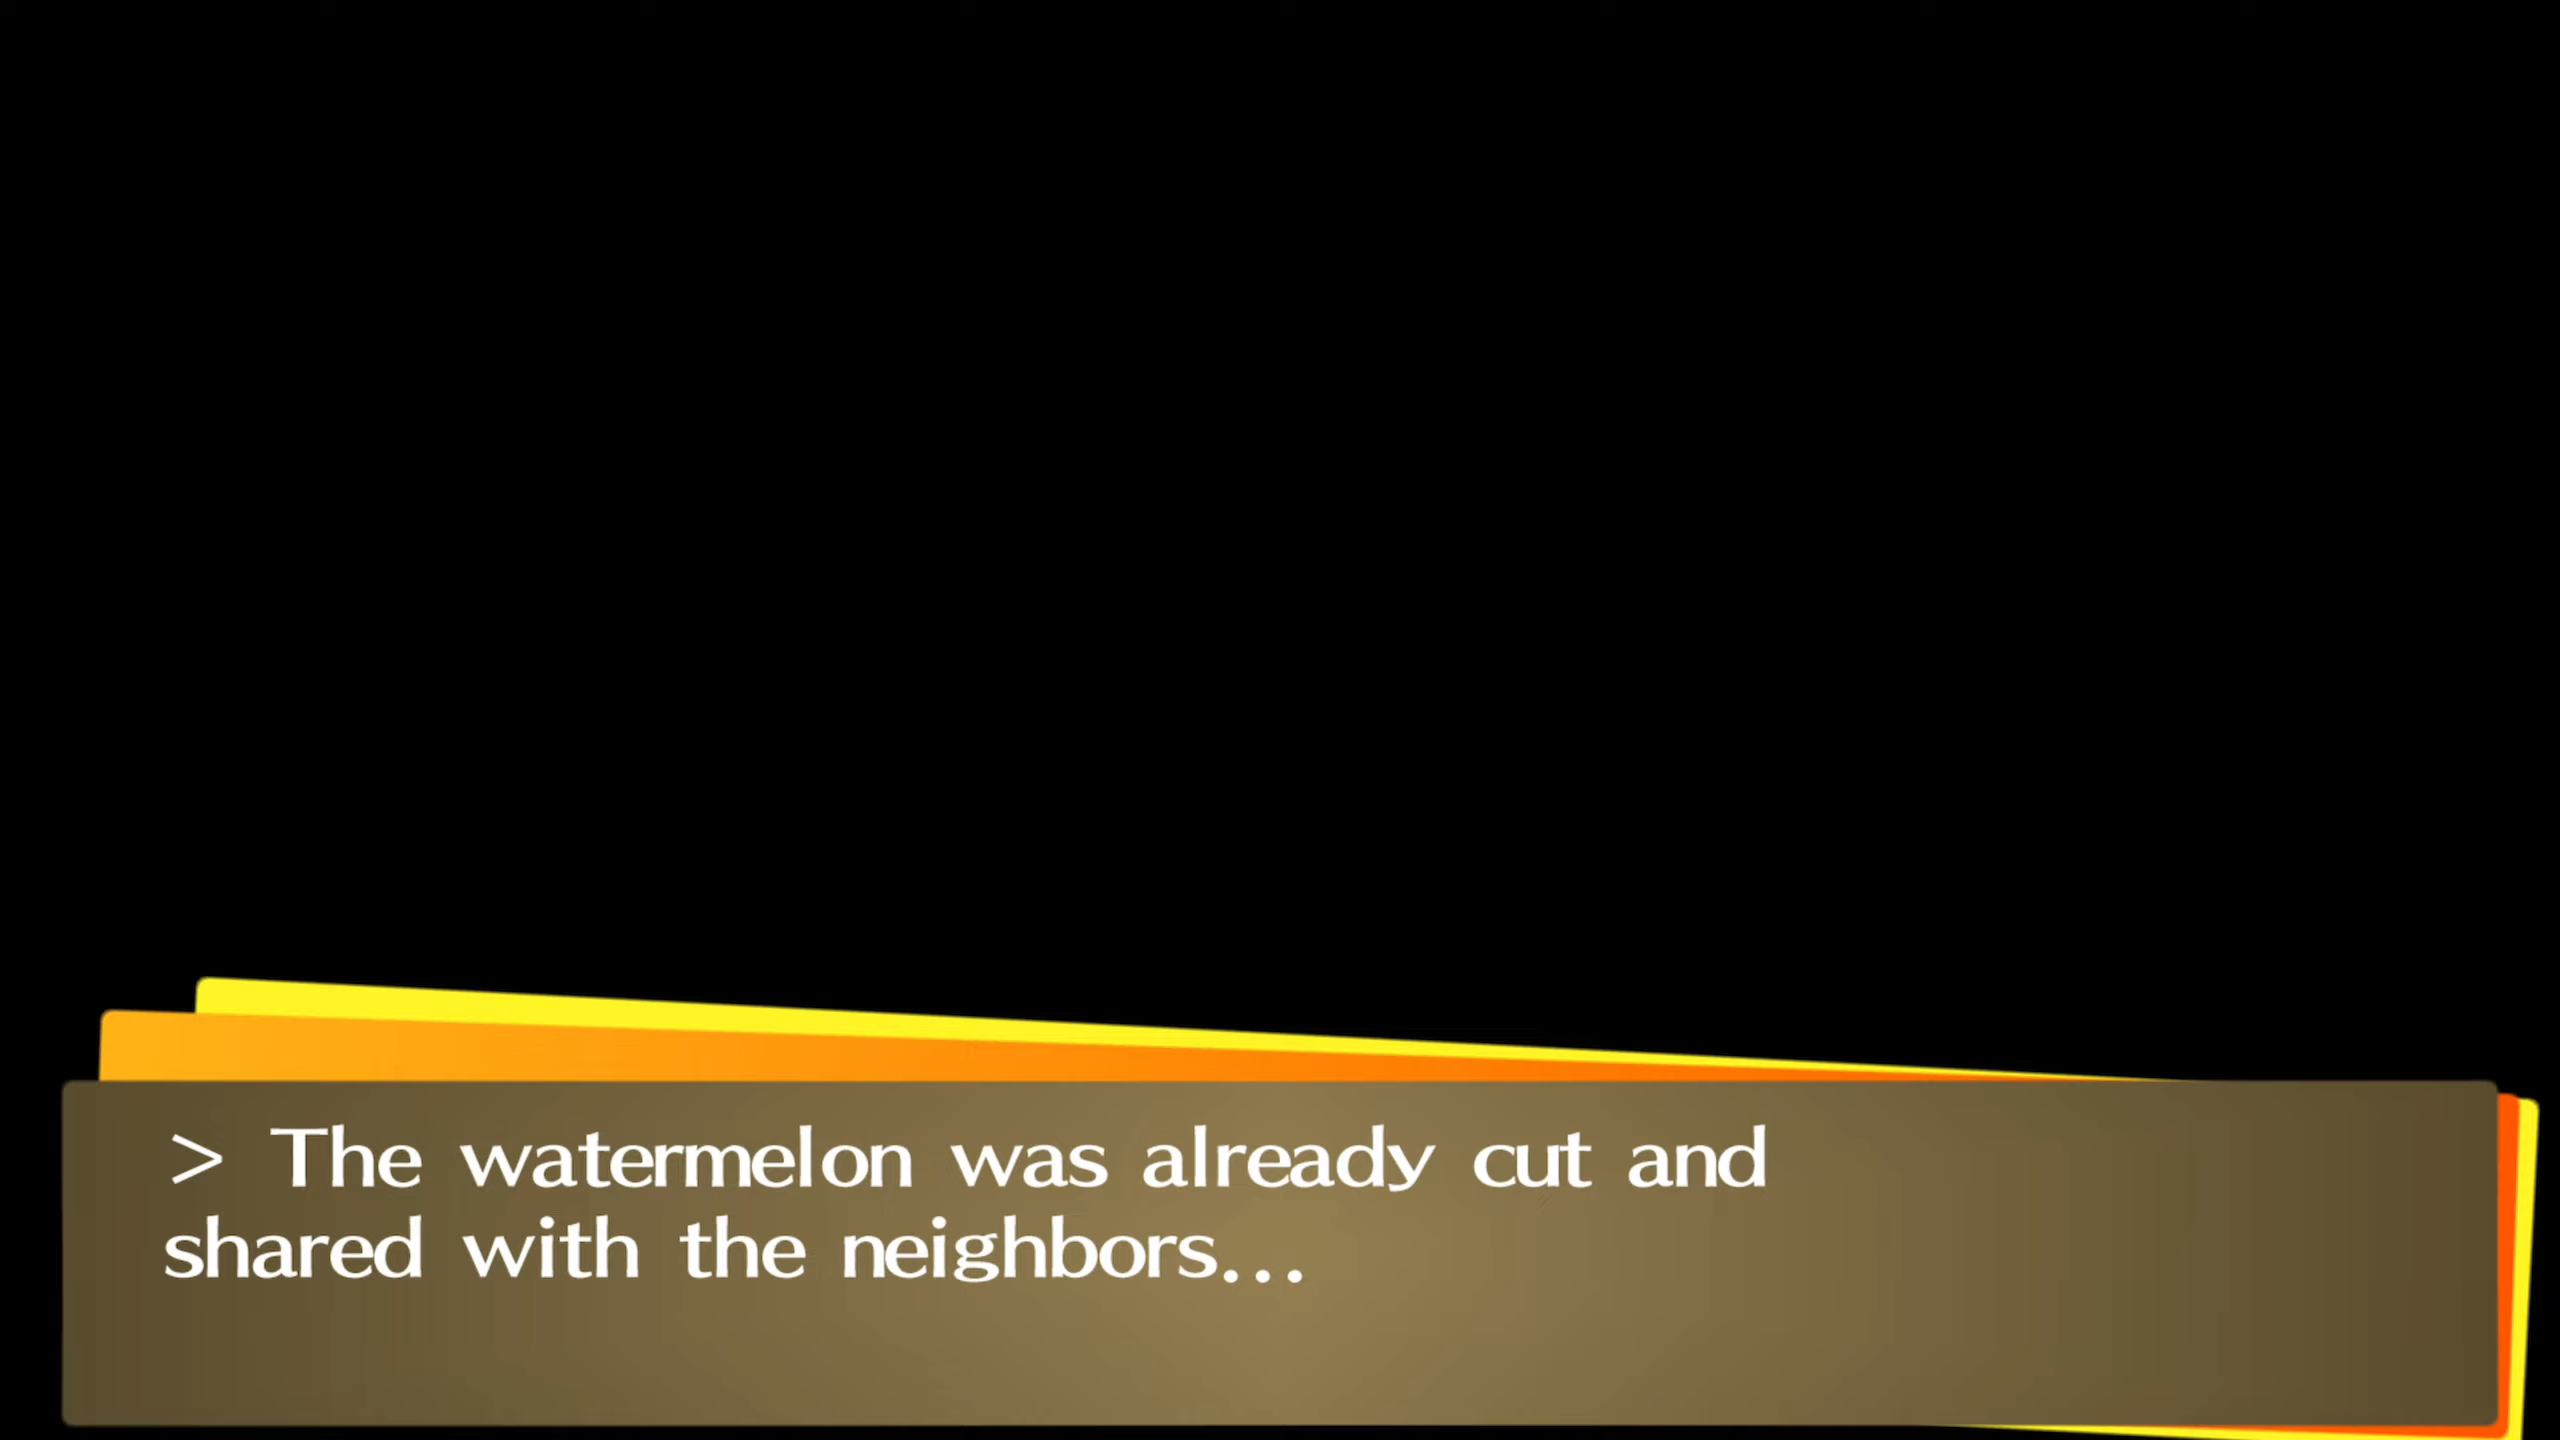 > The watermelon was already cut and
shared with the neighbors...